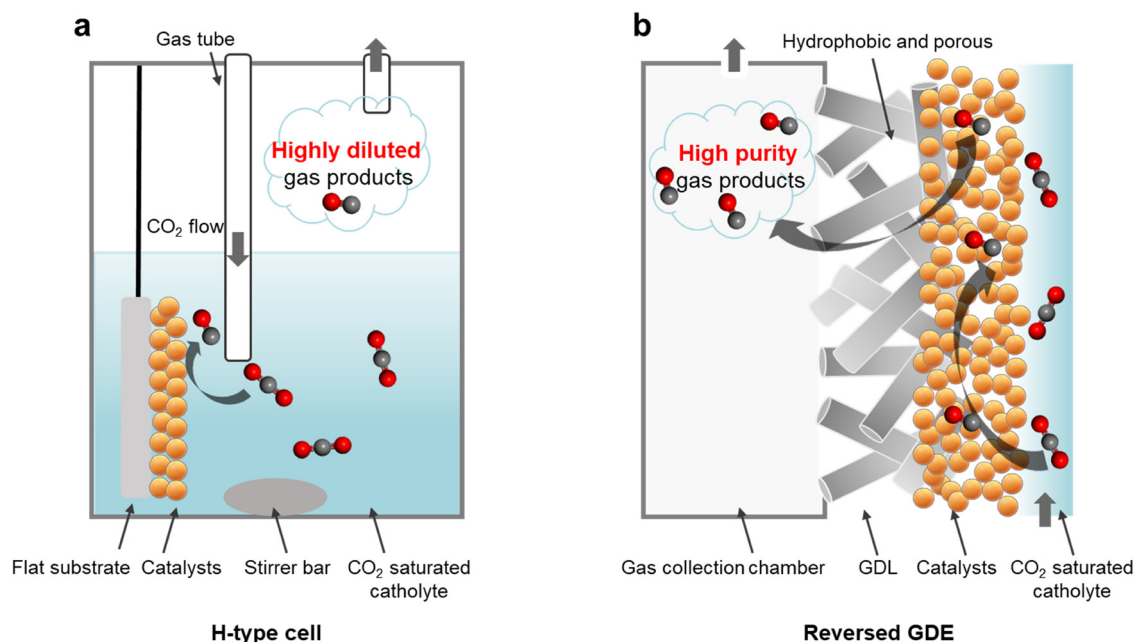 a
Gas tube
Highly diluted
gas products
CO₂ flow
Flat substrate
Catalysts
Stirrer bar
CO₂ saturated
catholyte
H-type cell
b
Hydrophobic and porous
High purity
gas products
Gas collection chamber
GDL
Catalysts
CO₂ saturated
catholyte
Reversed GDE